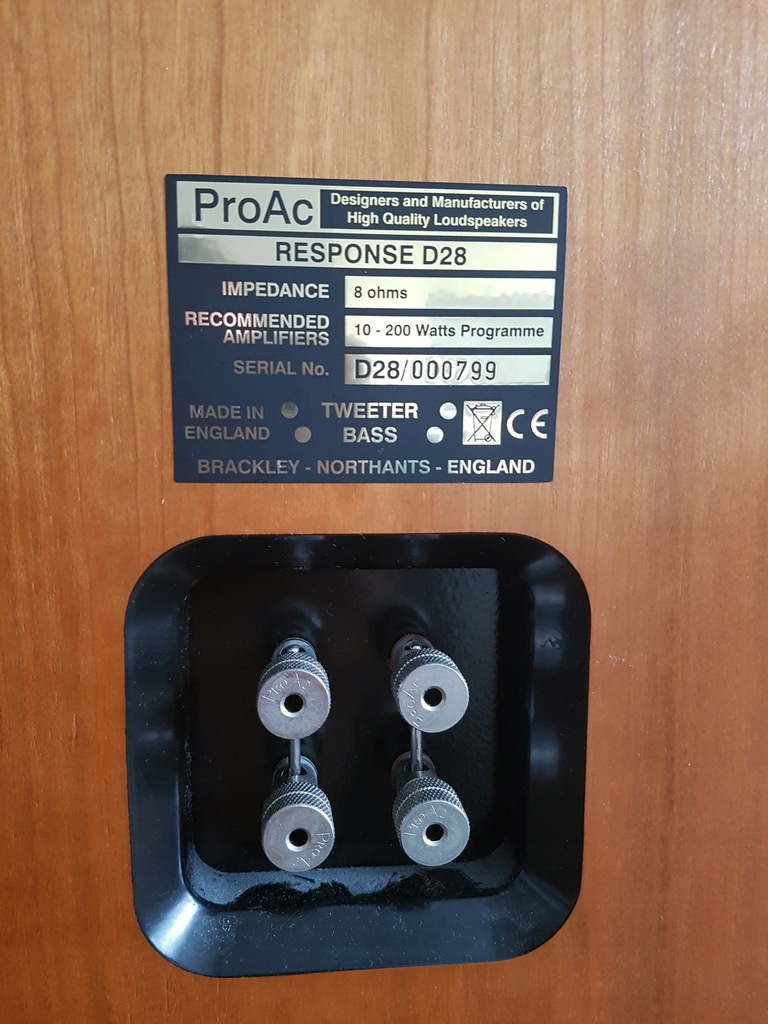 ProAc Designers and Manufacturers of
High Quality Loudspeakers
RESPONSE D28
IMPEDANCE 8 ohms
RECOMMENDED
AMPLIFIERS 10 - 200 Watts Programme
SERIAL No. D28/000799
MADE IN
ENGLAND
TWEETER
BASS
CE
BRACKLEY - NORTHANTS - ENGLAND
ProAc
ProAc
ProAc
ProAc